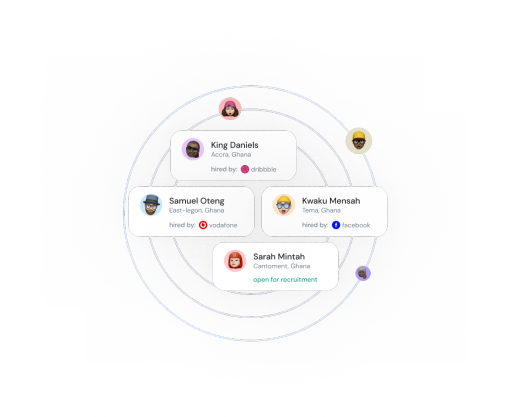 King Daniels
Accra, Ghana
hired by: dribbble
Samuel Oteng
East-legon, Ghana
hired by: vodafone
Kwaku Mensah
Tema, Ghana
hired by: facebook
Sarah Mintah
Cantoment, Ghana
open for recruitment